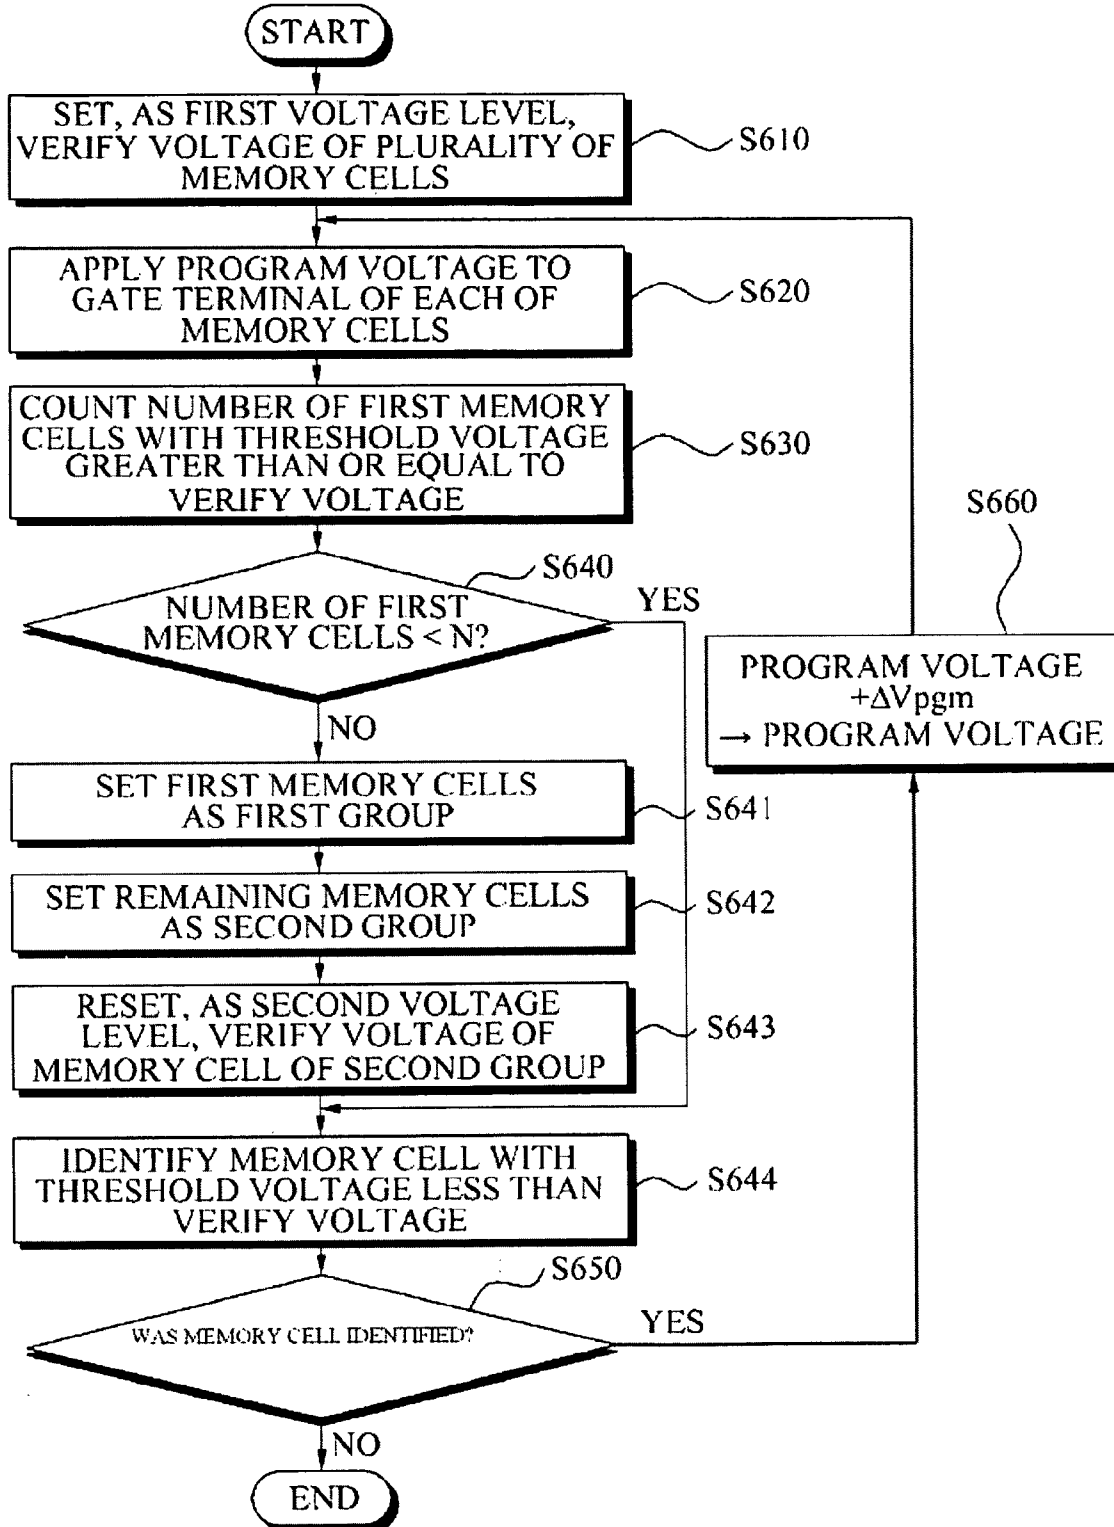 START
SET, AS FIRST VOLTAGE LEVEL,
VERIFY VOLTAGE OF PLURALITY OF
MEMORY CELLS
S610
APPLY PROGRAM VOLTAGE TO
GATE TERMINAL OF EACH OF
MEMORY CELLS
S620
COUNT NUMBER OF FIRST MEMORY
CELLS WITH THRESHOLD VOLTAGE
GREATER THAN OR EQUAL TO
VERIFY VOLTAGE
S630
S640
NUMBER OF FIRST
MEMORY CELLS < N?
YES
NO
S660
PROGRAM VOLTAGE
+ΔVpgm
→ PROGRAM VOLTAGE
SET FIRST MEMORY CELLS
AS FIRST GROUP
S641
SET REMAINING MEMORY CELLS
AS SECOND GROUP
S642
RESET, AS SECOND VOLTAGE
LEVEL, VERIFY VOLTAGE OF
MEMORY CELL OF SECOND GROUP
S643
IDENTIFY MEMORY CELL WITH
THRESHOLD VOLTAGE LESS THAN
VERIFY VOLTAGE
S644
S650
WAS MEMORY CELL IDENTIFIED?
YES
NO
END